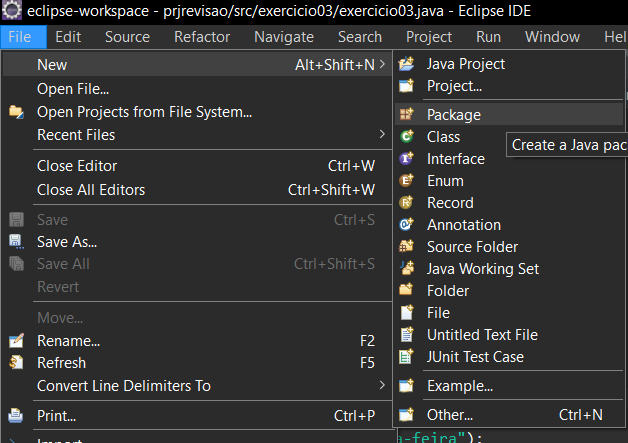 eclipse-workspace - prjrevisao/src/exercicio03/exercicio03.java - Eclipse IDE
File Edit Source Refactor Navigate Search Project Run Window Hel
New Alt+Shift+N
Open File...
Open Projects from File System...
Recent Files
Close Editor Ctrl+W
Close All Editors Ctrl+Shift+W
Save Ctrl+S
Save As...
Save All Ctrl+Shift+S
Revert
Move...
Rename... F2
Refresh F5
Convert Line Delimiters To
Print... Ctrl+P
Import
Java Project
Project...
Package
Class
Create a Java pac
Interface
Enum
Record
Annotation
Source Folder
Java Working Set
Folder
File
Untitled Text File
JUnit Test Case
Example...
Other... Ctrl+N
a-feira");